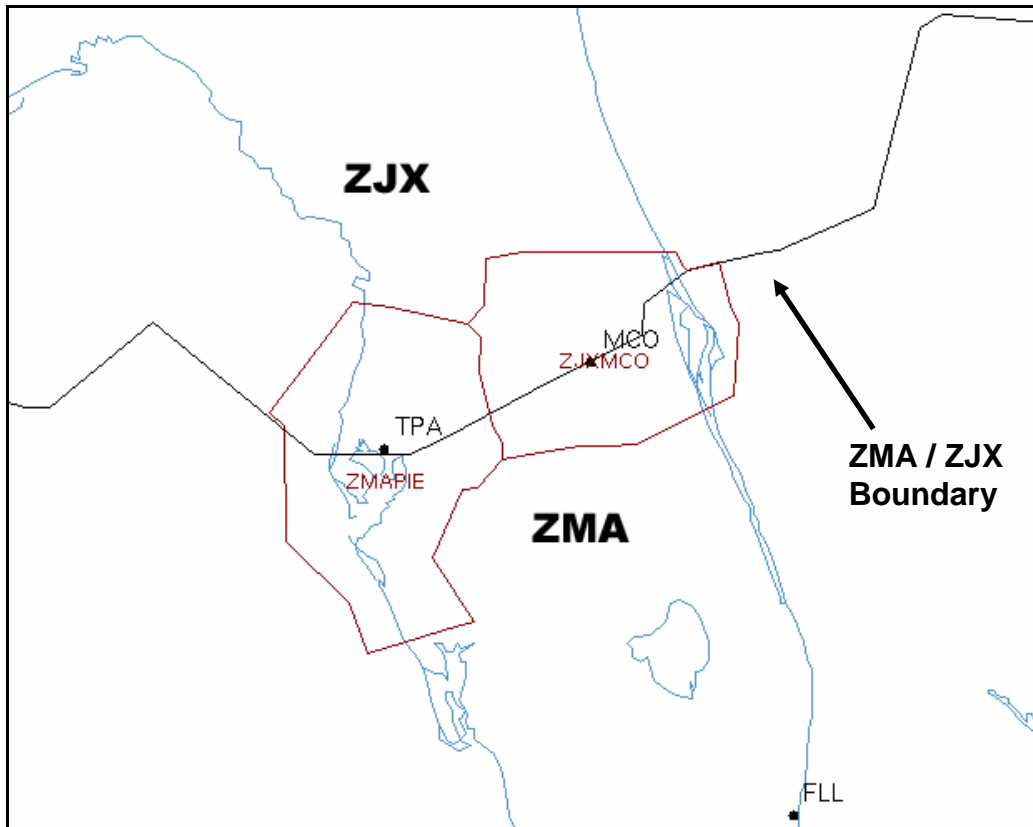 ZJX
MCO
ZJXMCO
TPA
ZMAPIE
ZMA / ZJX
Boundary
ZMA
FLL